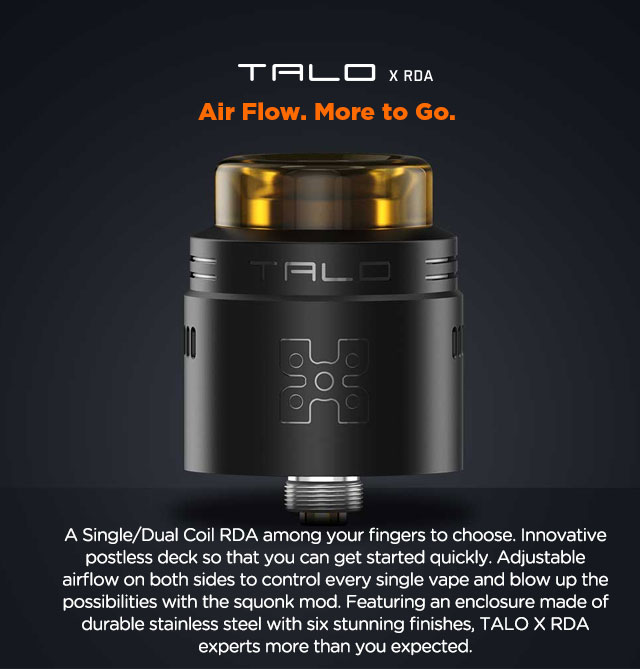 TALO X RDA
Air Flow. More to Go.
TALO
A Single/Dual Coil RDA among your fingers to choose. Innovative
postless deck so that you can get started quickly. Adjustable
airflow on both sides to control every single vape and blow up the
possibilities with the squonk mod. Featuring an enclosure made of
durable stainless steel with six stunning finishes, TALO X RDA
experts more than you expected.